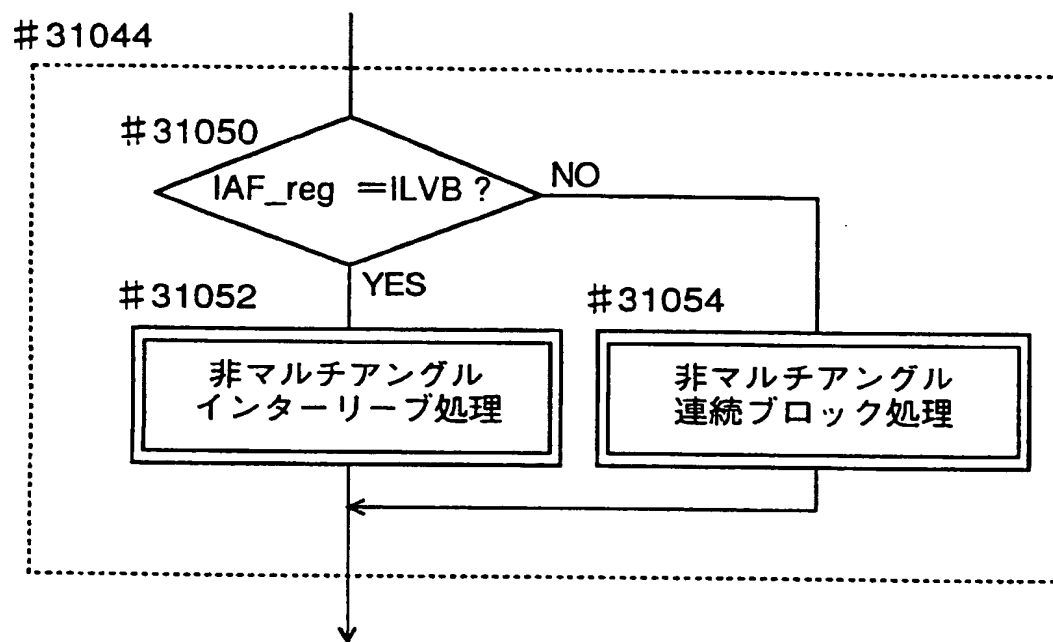 #31044
#31050
IAF_reg =ILVB ?
NO
YES
#31052
#31054
非マルチアングル
インターリーブ処理
非マルチアングル
連続ブロック処理